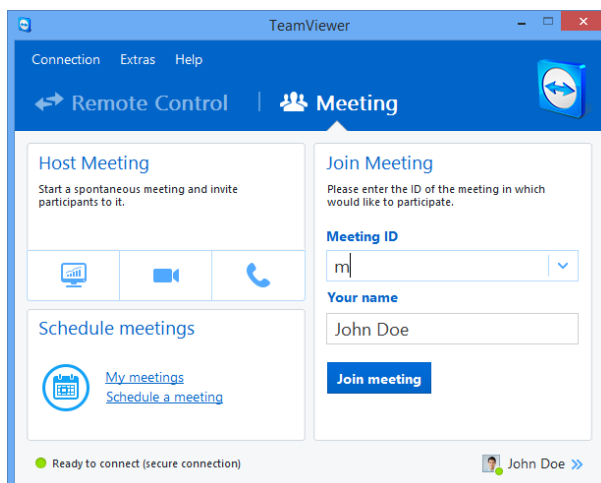 TeamViewer
Connection Extras Help
Remote Control
Meeting
Host Meeting
Start a spontaneous meeting and invite
participants to it.
Schedule meetings
My meetings
Schedule a meeting
Join Meeting
Please enter the ID of the meeting in which
would like to participate.
Meeting ID
m
Your name
John Doe
Join meeting
Ready to connect (secure connection)
John Doe